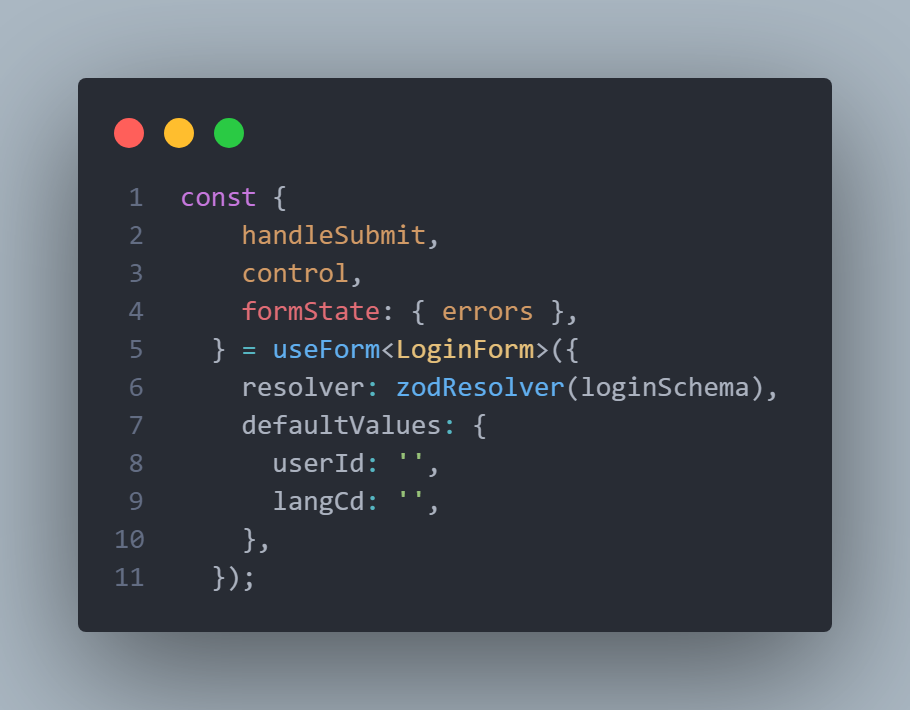 1 const {
2     handleSubmit,
3     control,
4     formState: { errors },
5   } = useForm<LoginForm>({
6     resolver: zodResolver(loginSchema),
7     defaultValues: {
8       userId: '',
9       langCd: '',
10     },
11   });